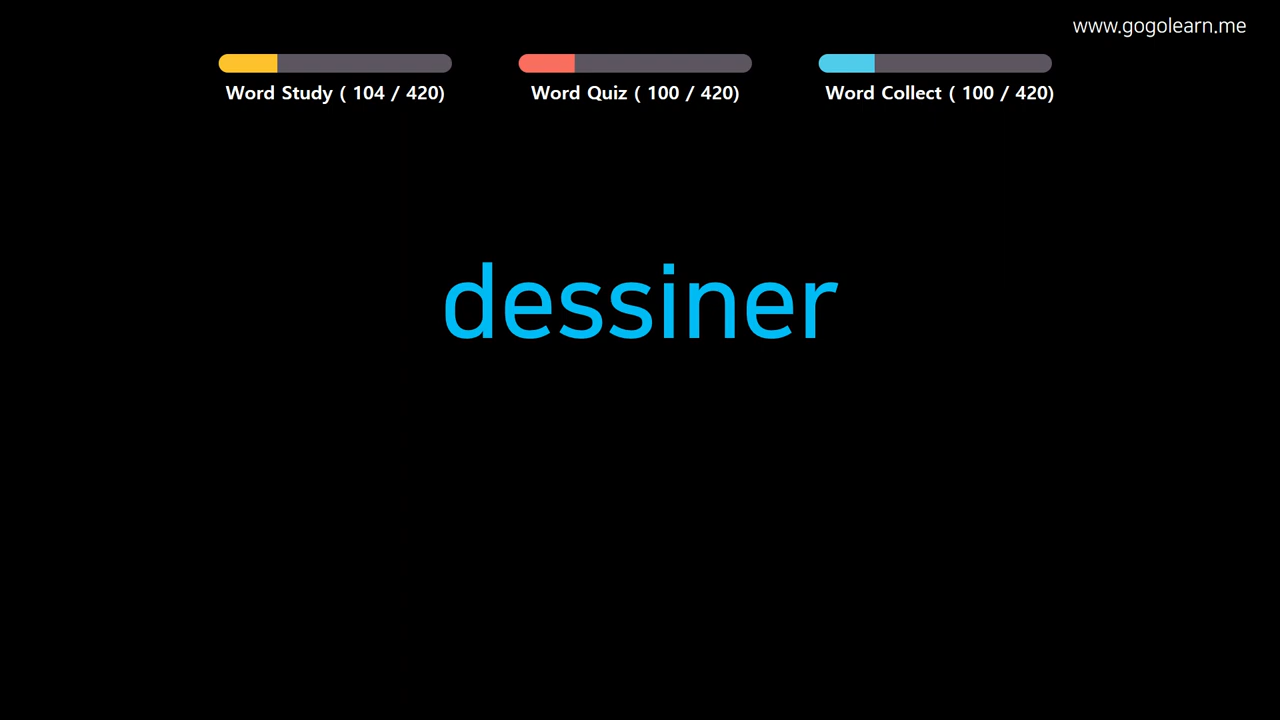 www.gogolearn.me
Word Study ( 104 / 420)
Word Quiz ( 100 / 420)
Word Collect ( 100 / 420)
dessiner